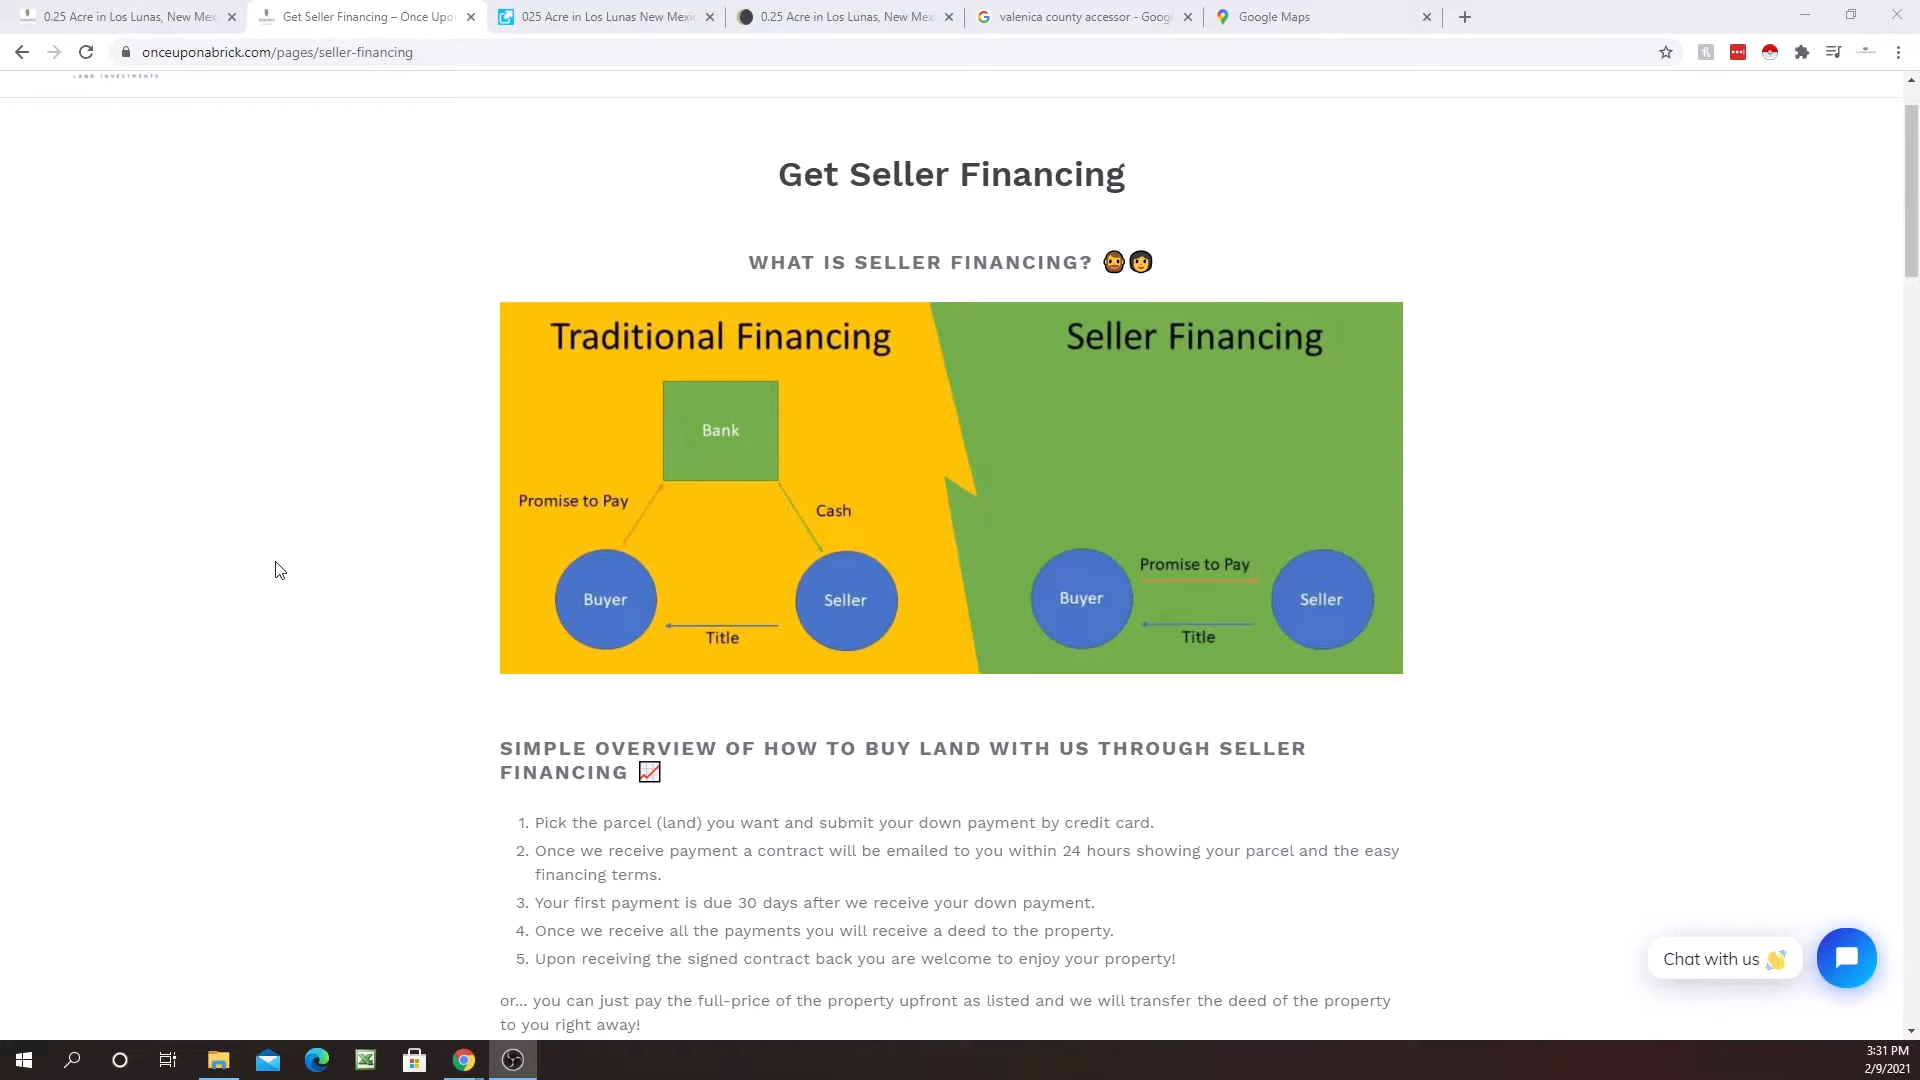 0.25 Acre in Los Lunas, New Mex
Get Seller Financing – Once Upo
025 Acre in Los Lunas New Mexic
0.25 Acre in Los Lunas, New Mex
valenica county accessor - Googl
Google Maps
onceuponabrick.com/pages/seller-financing
LAND INVESTMENTS
Get Seller Financing
WHAT IS SELLER FINANCING? 🧔👩
Traditional Financing
Seller Financing
Bank
Promise to Pay
Cash
Buyer
Seller
Title
Promise to Pay
Buyer
Seller
Title
SIMPLE OVERVIEW OF HOW TO BUY LAND WITH US THROUGH SELLER
FINANCING 📈
1. Pick the parcel (land) you want and submit your down payment by credit card.
2. Once we receive payment a contract will be emailed to you within 24 hours showing your parcel and the easy
financing terms.
3. Your first payment is due 30 days after we receive your down payment.
4. Once we receive all the payments you will receive a deed to the property.
5. Upon receiving the signed contract back you are welcome to enjoy your property!
or... you can just pay the full-price of the property upfront as listed and we will transfer the deed of the property
to you right away!
Chat with us 👋
3:31 PM
2/9/2021